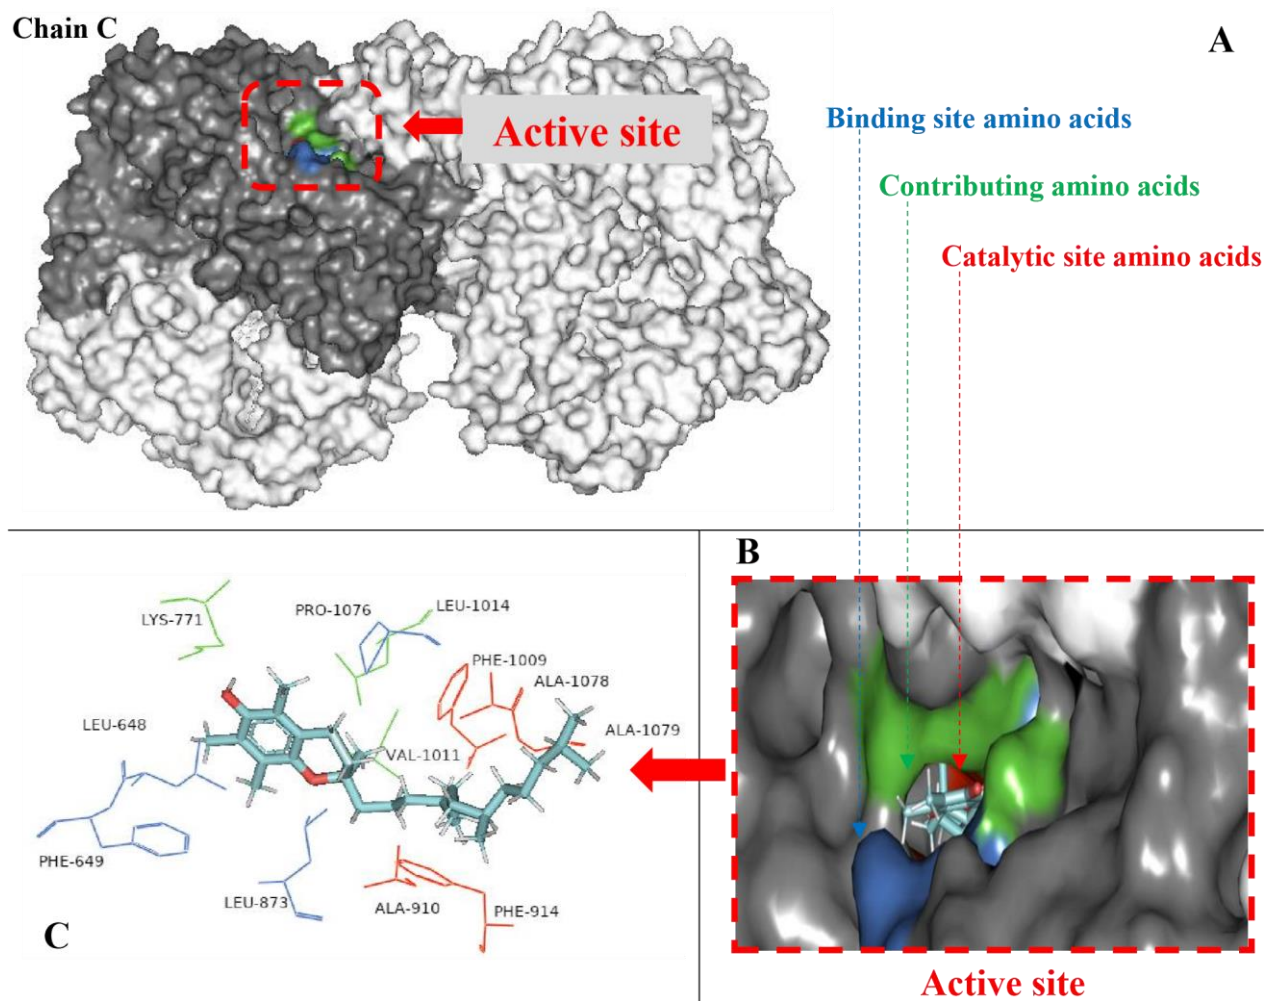 Chain C
A
Active site
Binding site amino acids
Contributing amino acids
Catalytic site amino acids
B
LYS-771
PRO-1076
LEU-1014
PHE-1009
ALA-1078
LEU-648
ALA-1079
VAL-1011
PHE-649
LEU-873
ALA-910
PHE-914
C
Active site